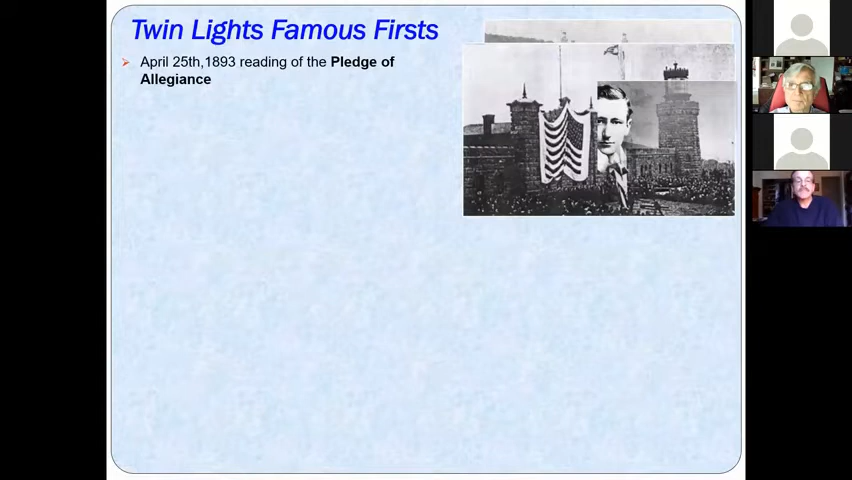 Twin Lights Famous Firsts
April 25th,1893 reading of the Pledge of
Allegiance